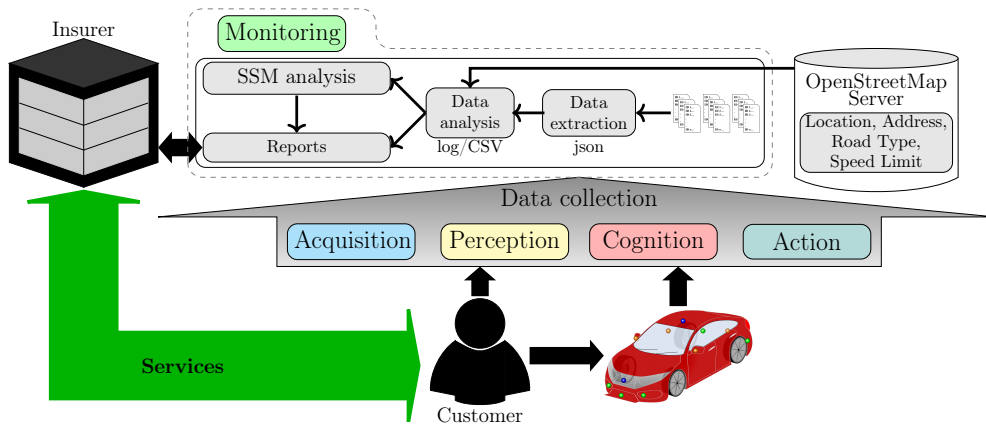 Insurer
Monitoring
SSM analysis
Reports
Data
analysis
log/CSV
Data
extraction
json
OpenStreetMap
Server
Location, Address,
Road Type,
Speed Limit
Data collection
Acquisition
Perception
Cognition
Action
Services
Customer